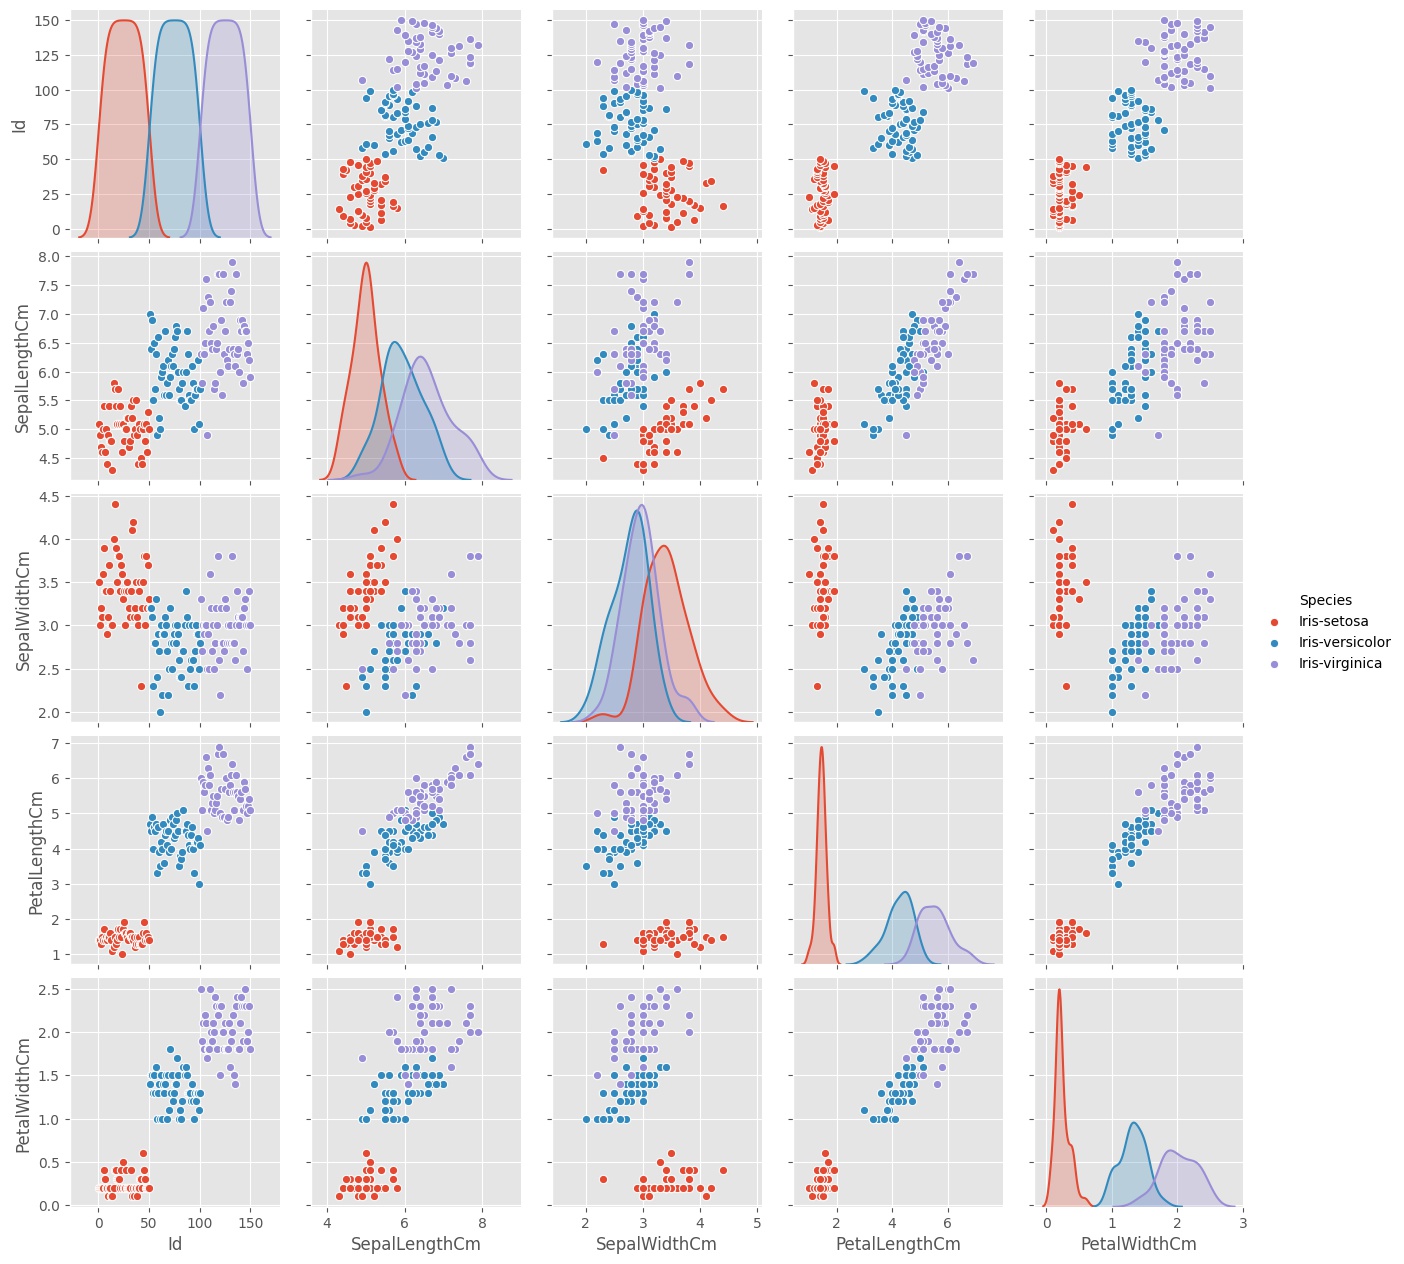 150
125
100
75
50
25
0
Id
8.0
7.5
7.0
6.5
6.0
5.5
5.0
4.5
SepalLengthCm
4.5
4.0
3.5
3.0
2.5
2.0
SepalWidthCm
Species
Iris-setosa
Iris-versicolor
Iris-virginica
7
6
5
4
3
2
1
PetalLengthCm
2.5
2.0
1.5
1.0
0.5
0.0
PetalWidthCm
0 50 100 150
4 6 8
2 3 4 5
2 4 6
0 1 2 3
Id SepalLengthCm SepalWidthCm PetalLengthCm PetalWidthCm